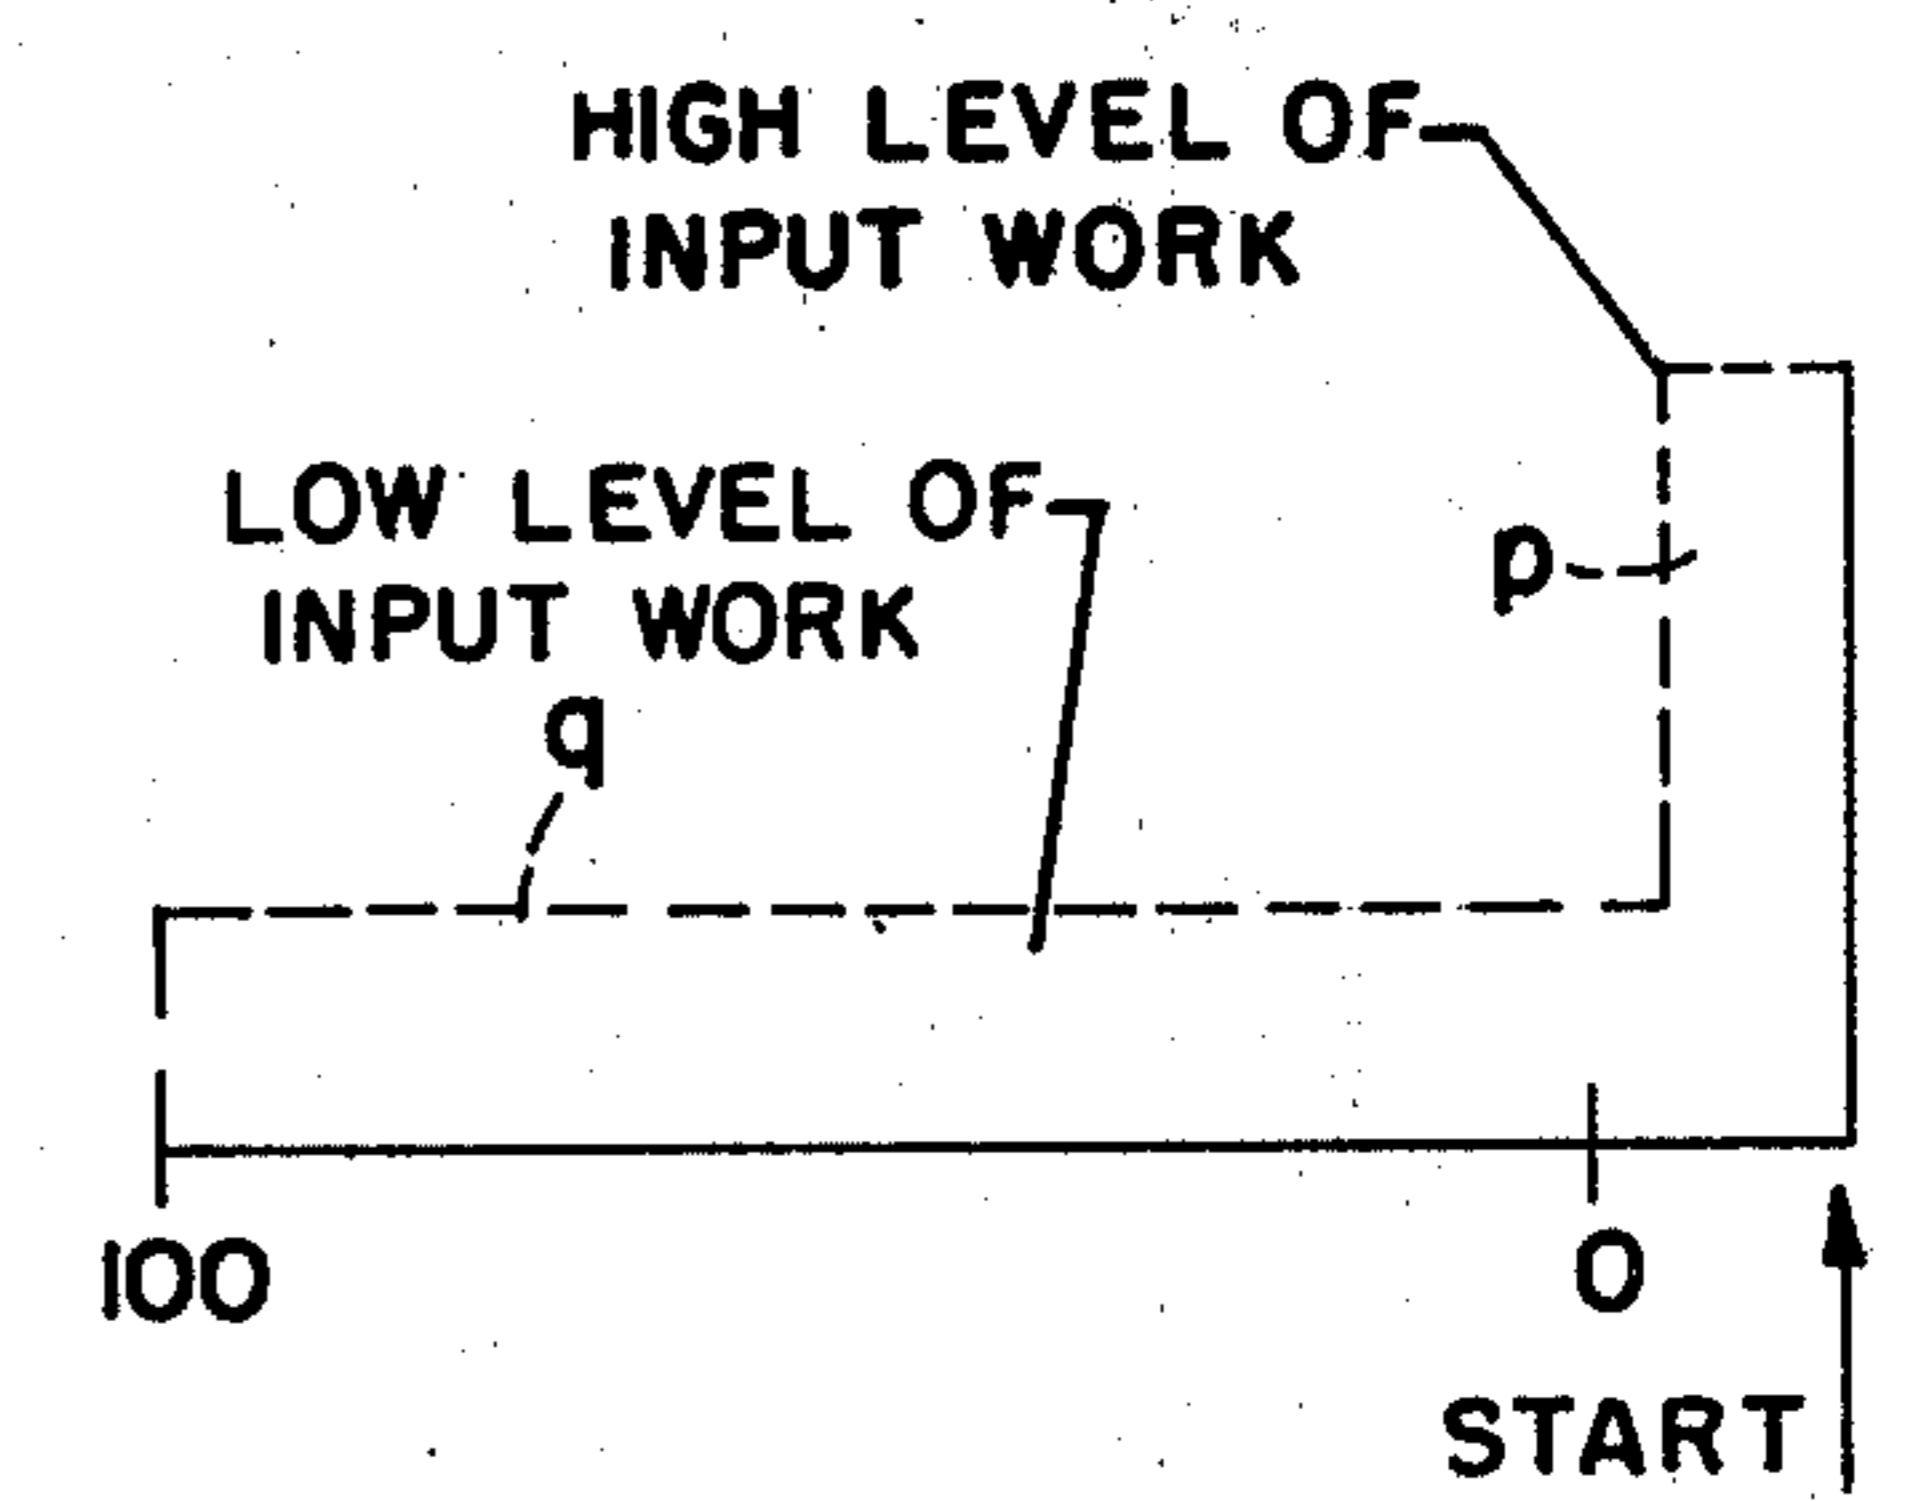 HIGH LEVEL OF
INPUT WORK
LOW LEVEL OF
INPUT WORK
p
q
100
0
START